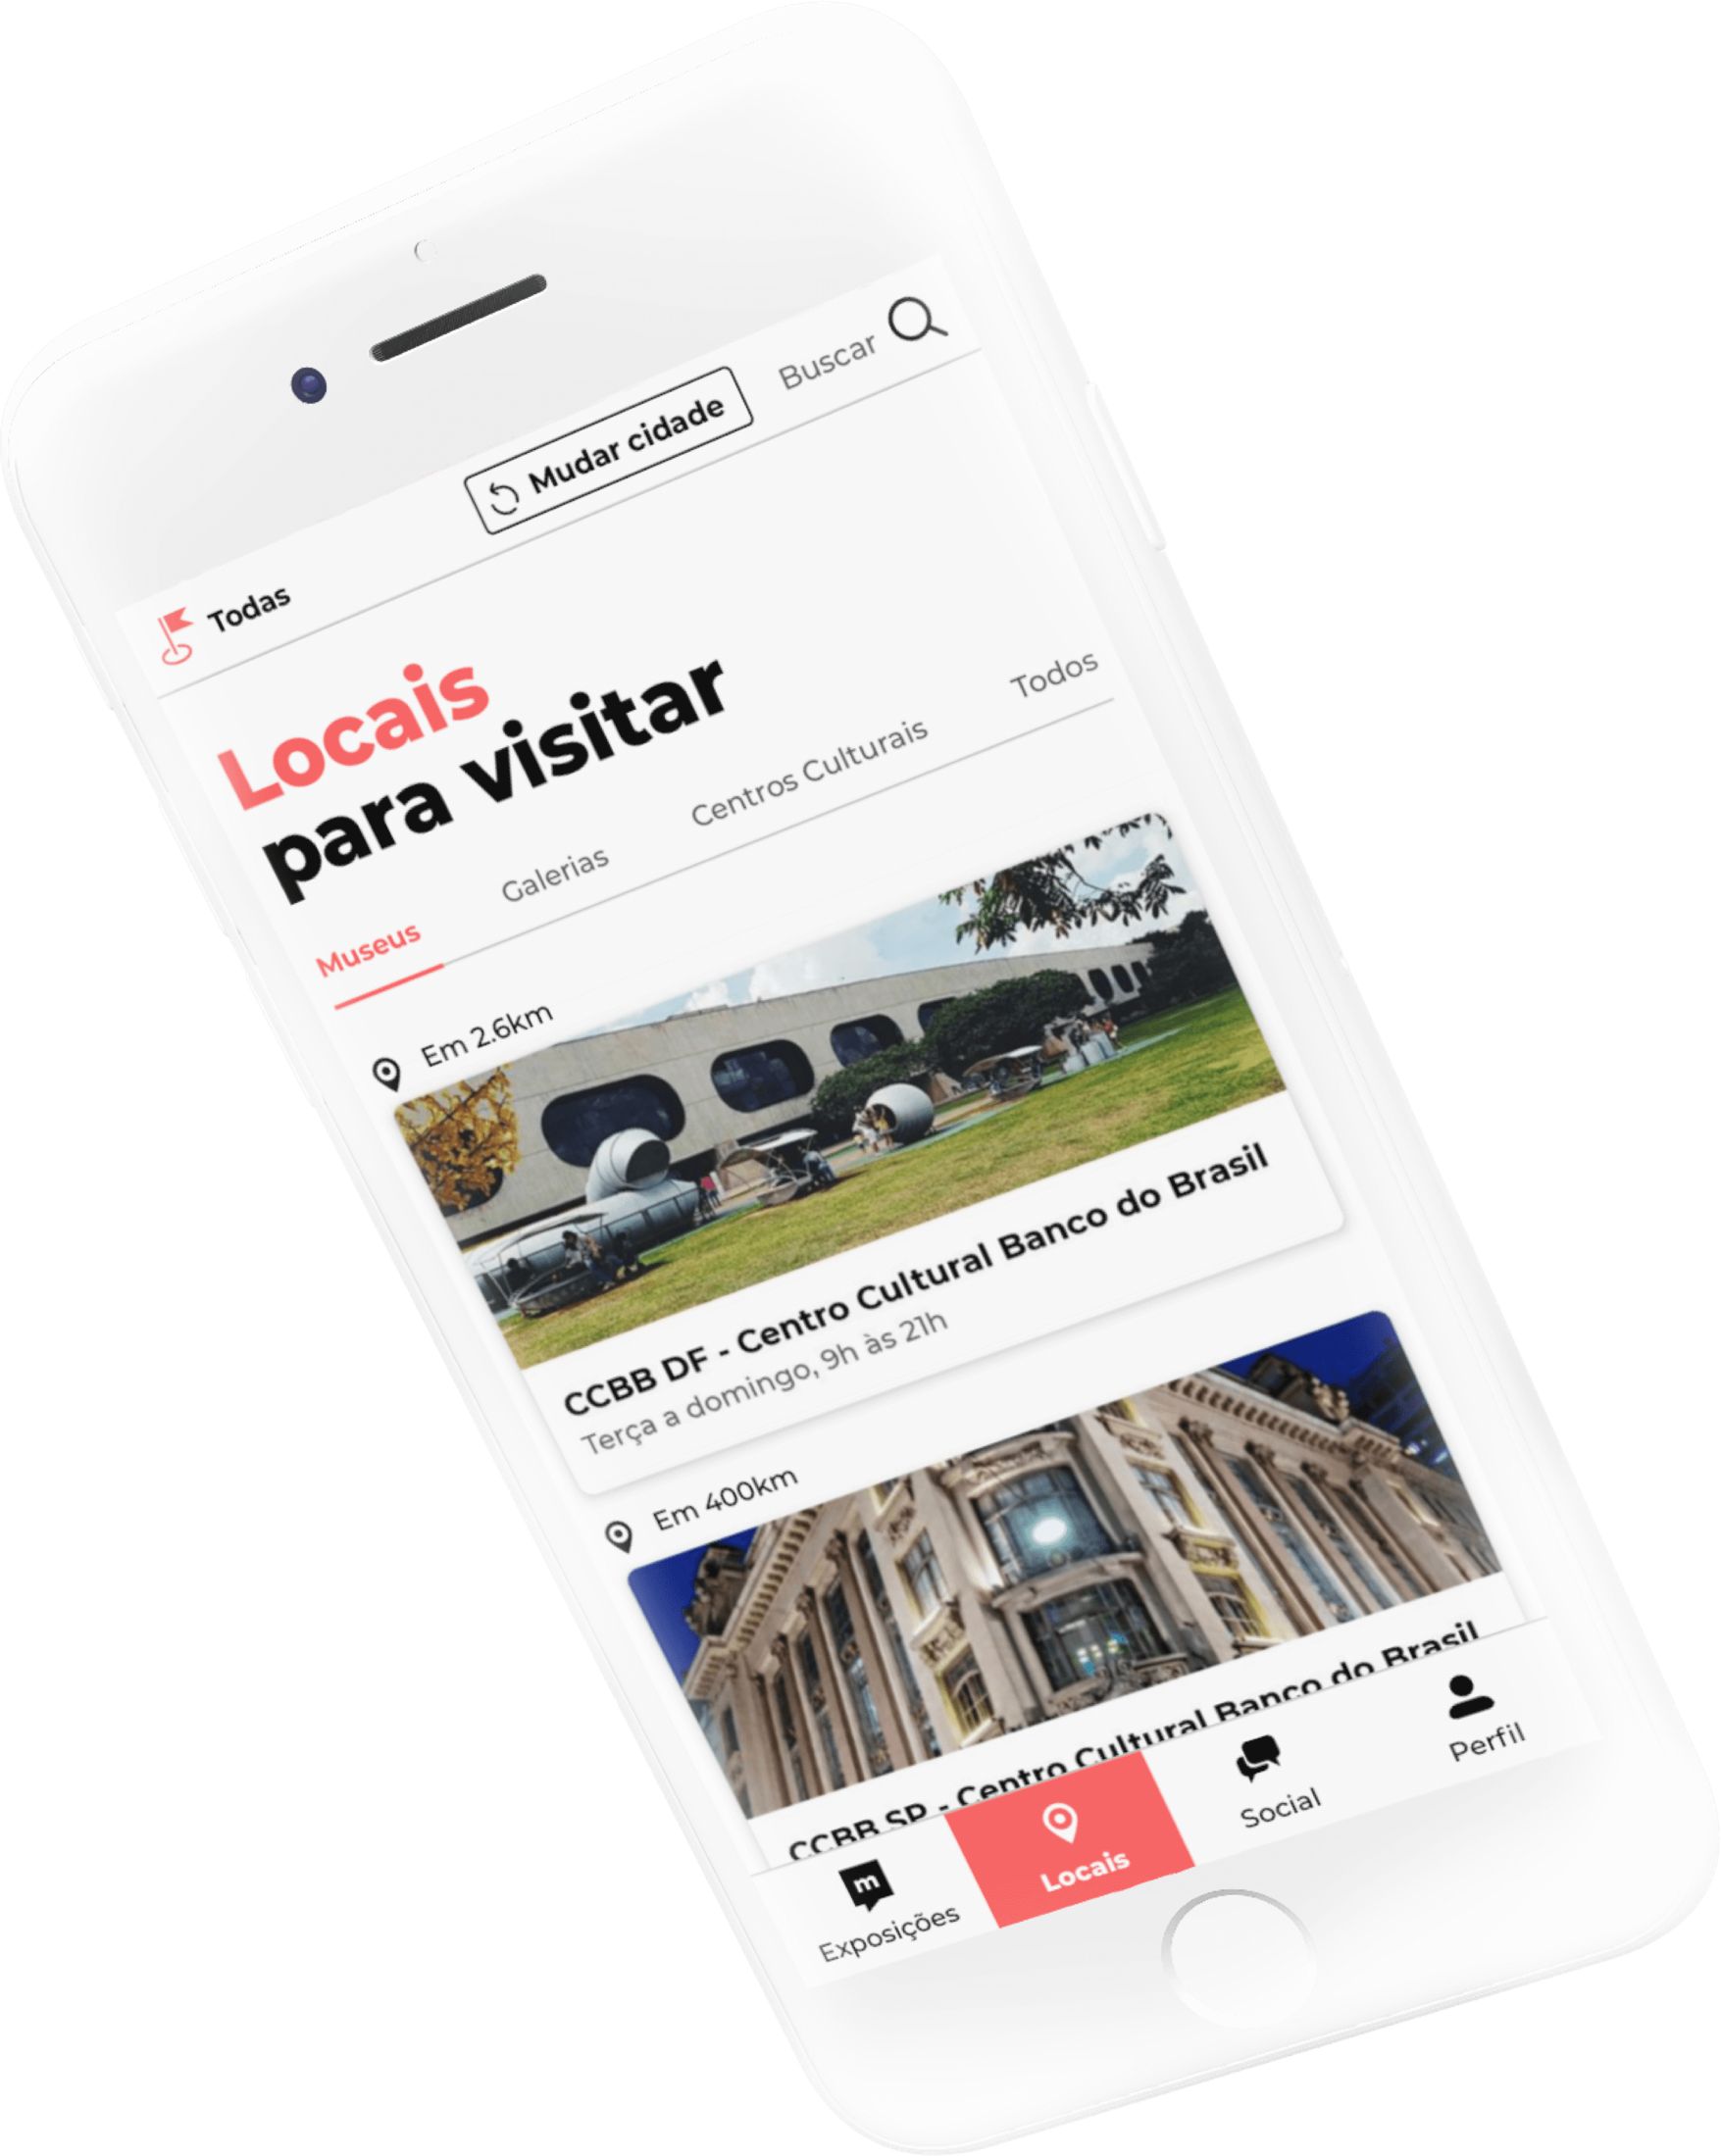 Todas
Mudar cidade
Buscar
Locais
para visitar
Museus
Galerias
Centros Culturais
Todos
Em 2.6km
CCBB DF - Centro Cultural Banco do Brasil
Terça a domingo, 9h às 21h
Em 400km
CCBB SP - Centro Cultural Banco do Brasil
m
Exposições
Locais
Social
Perfil